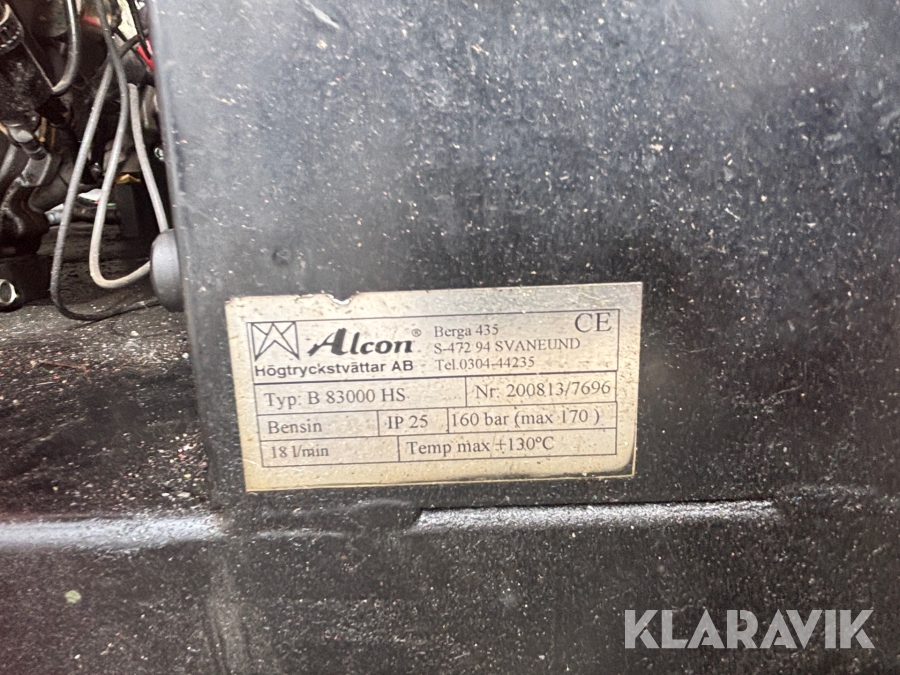 Alcon®
Högtryckstvättar AB
Berga 435
S-472 94 SVANEUND
Tel.0304-44235
CE
Typ: B 83000 HS
Nr: 200813/7696
Bensin
IP 25
160 bar (max 170 )
18 l/min
Temp max +130ºC
KLARAVIK